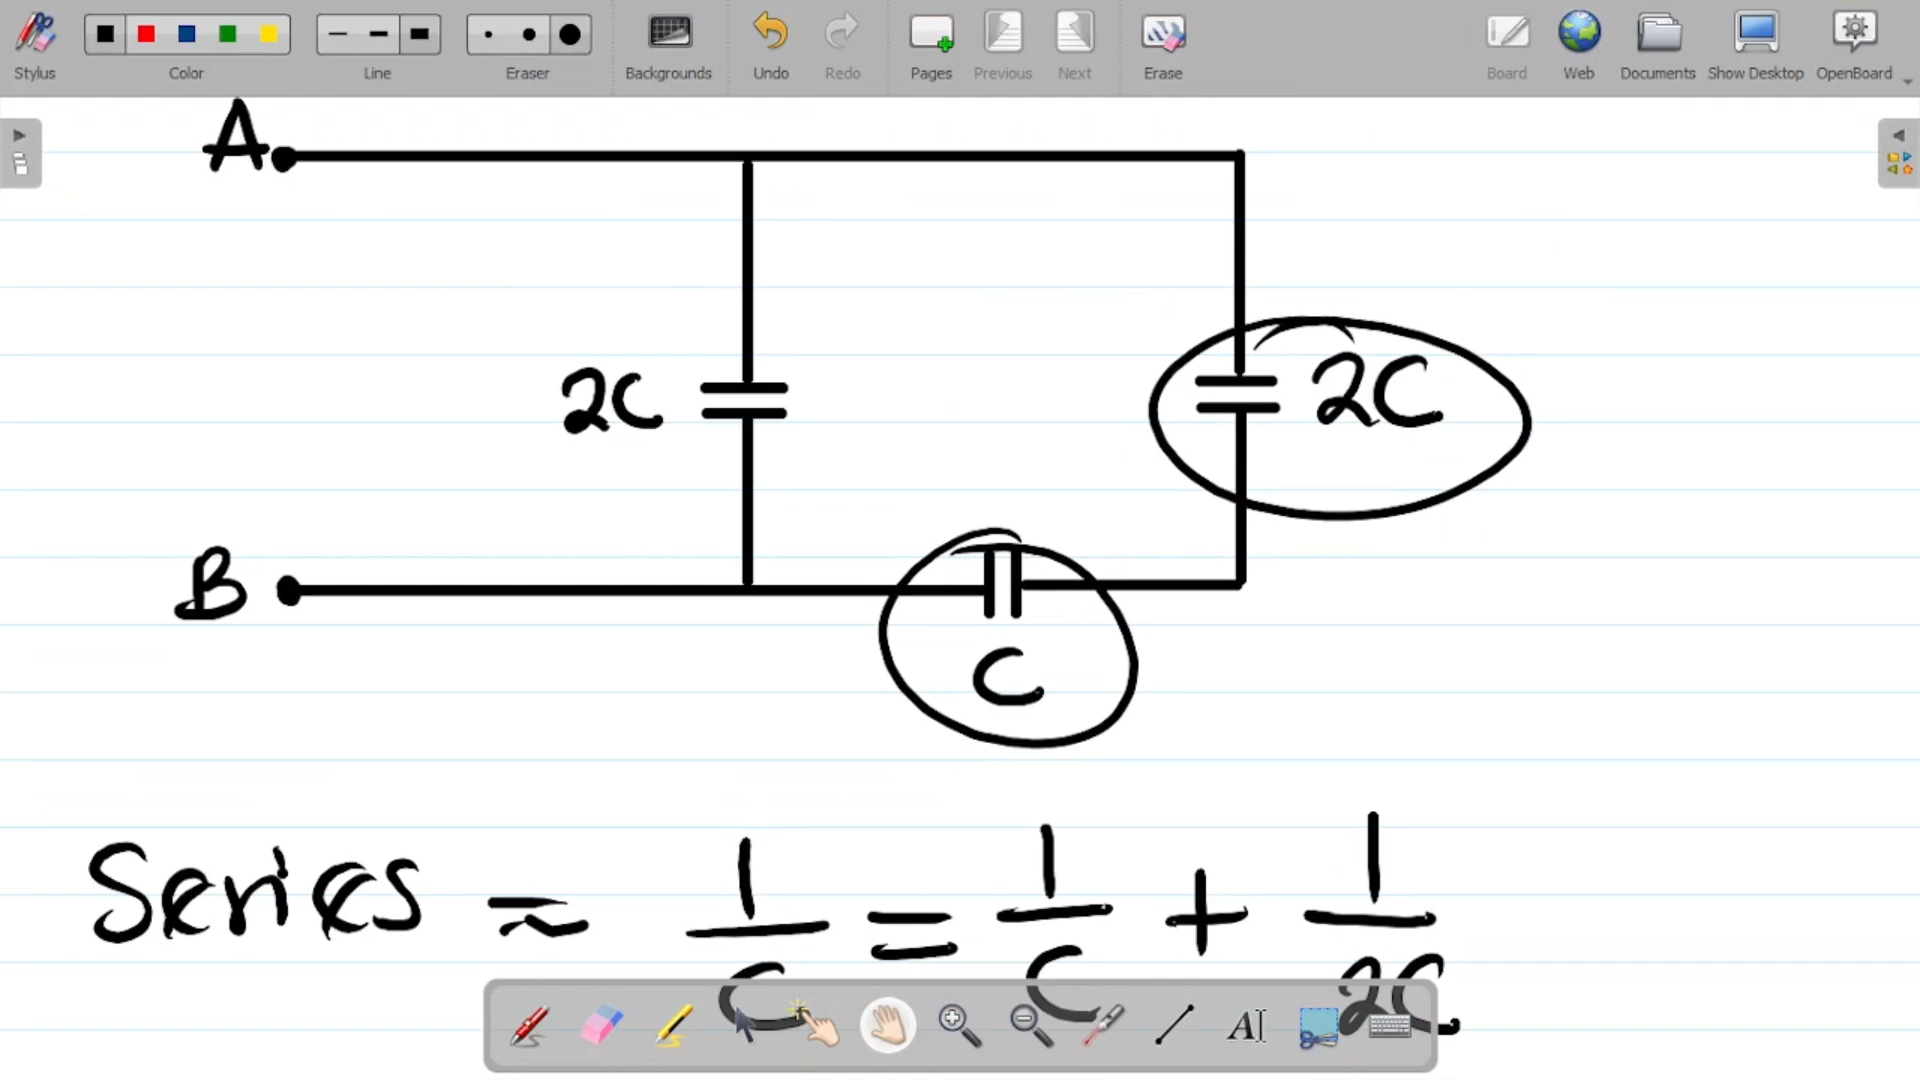 Stylus Color Line Eraser Backgrounds Undo Redo Pages Previous Next Erase Board Web Documents Show Desktop OpenBoard
A
2C 2C
B
C
Series ≈ 1/C = 1/C + 1/2C